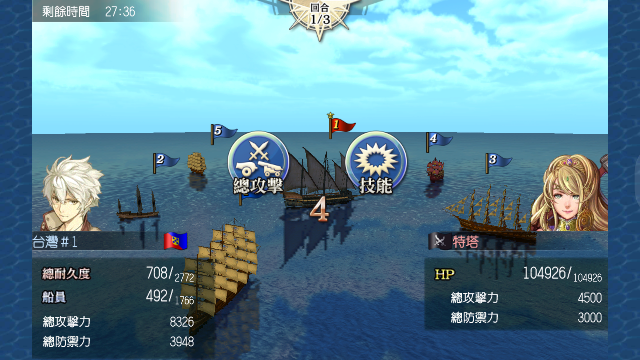 剩餘時間 27:36
回合
1/3
5
1
4
2
3
總攻擊
技能
4
台灣#1
特塔
總耐久度 708/2772
船員 492/1766
總攻擊力 8326
總防禦力 3948
HP 104926/104926
總攻擊力 4500
總防禦力 3000